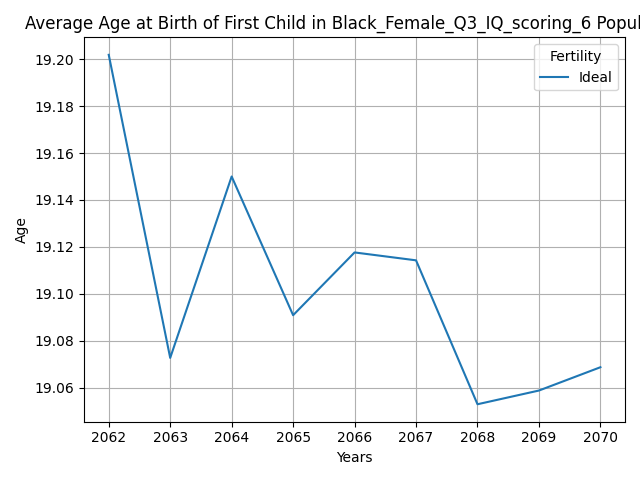 Average Age at Birth of First Child in Black_Female_Q3_IQ_scoring_6 Popul
Fertility
Ideal
19.20
19.18
19.16
19.14
19.12
19.10
19.08
19.06
Age
2062 2063 2064 2065 2066 2067 2068 2069 2070
Years